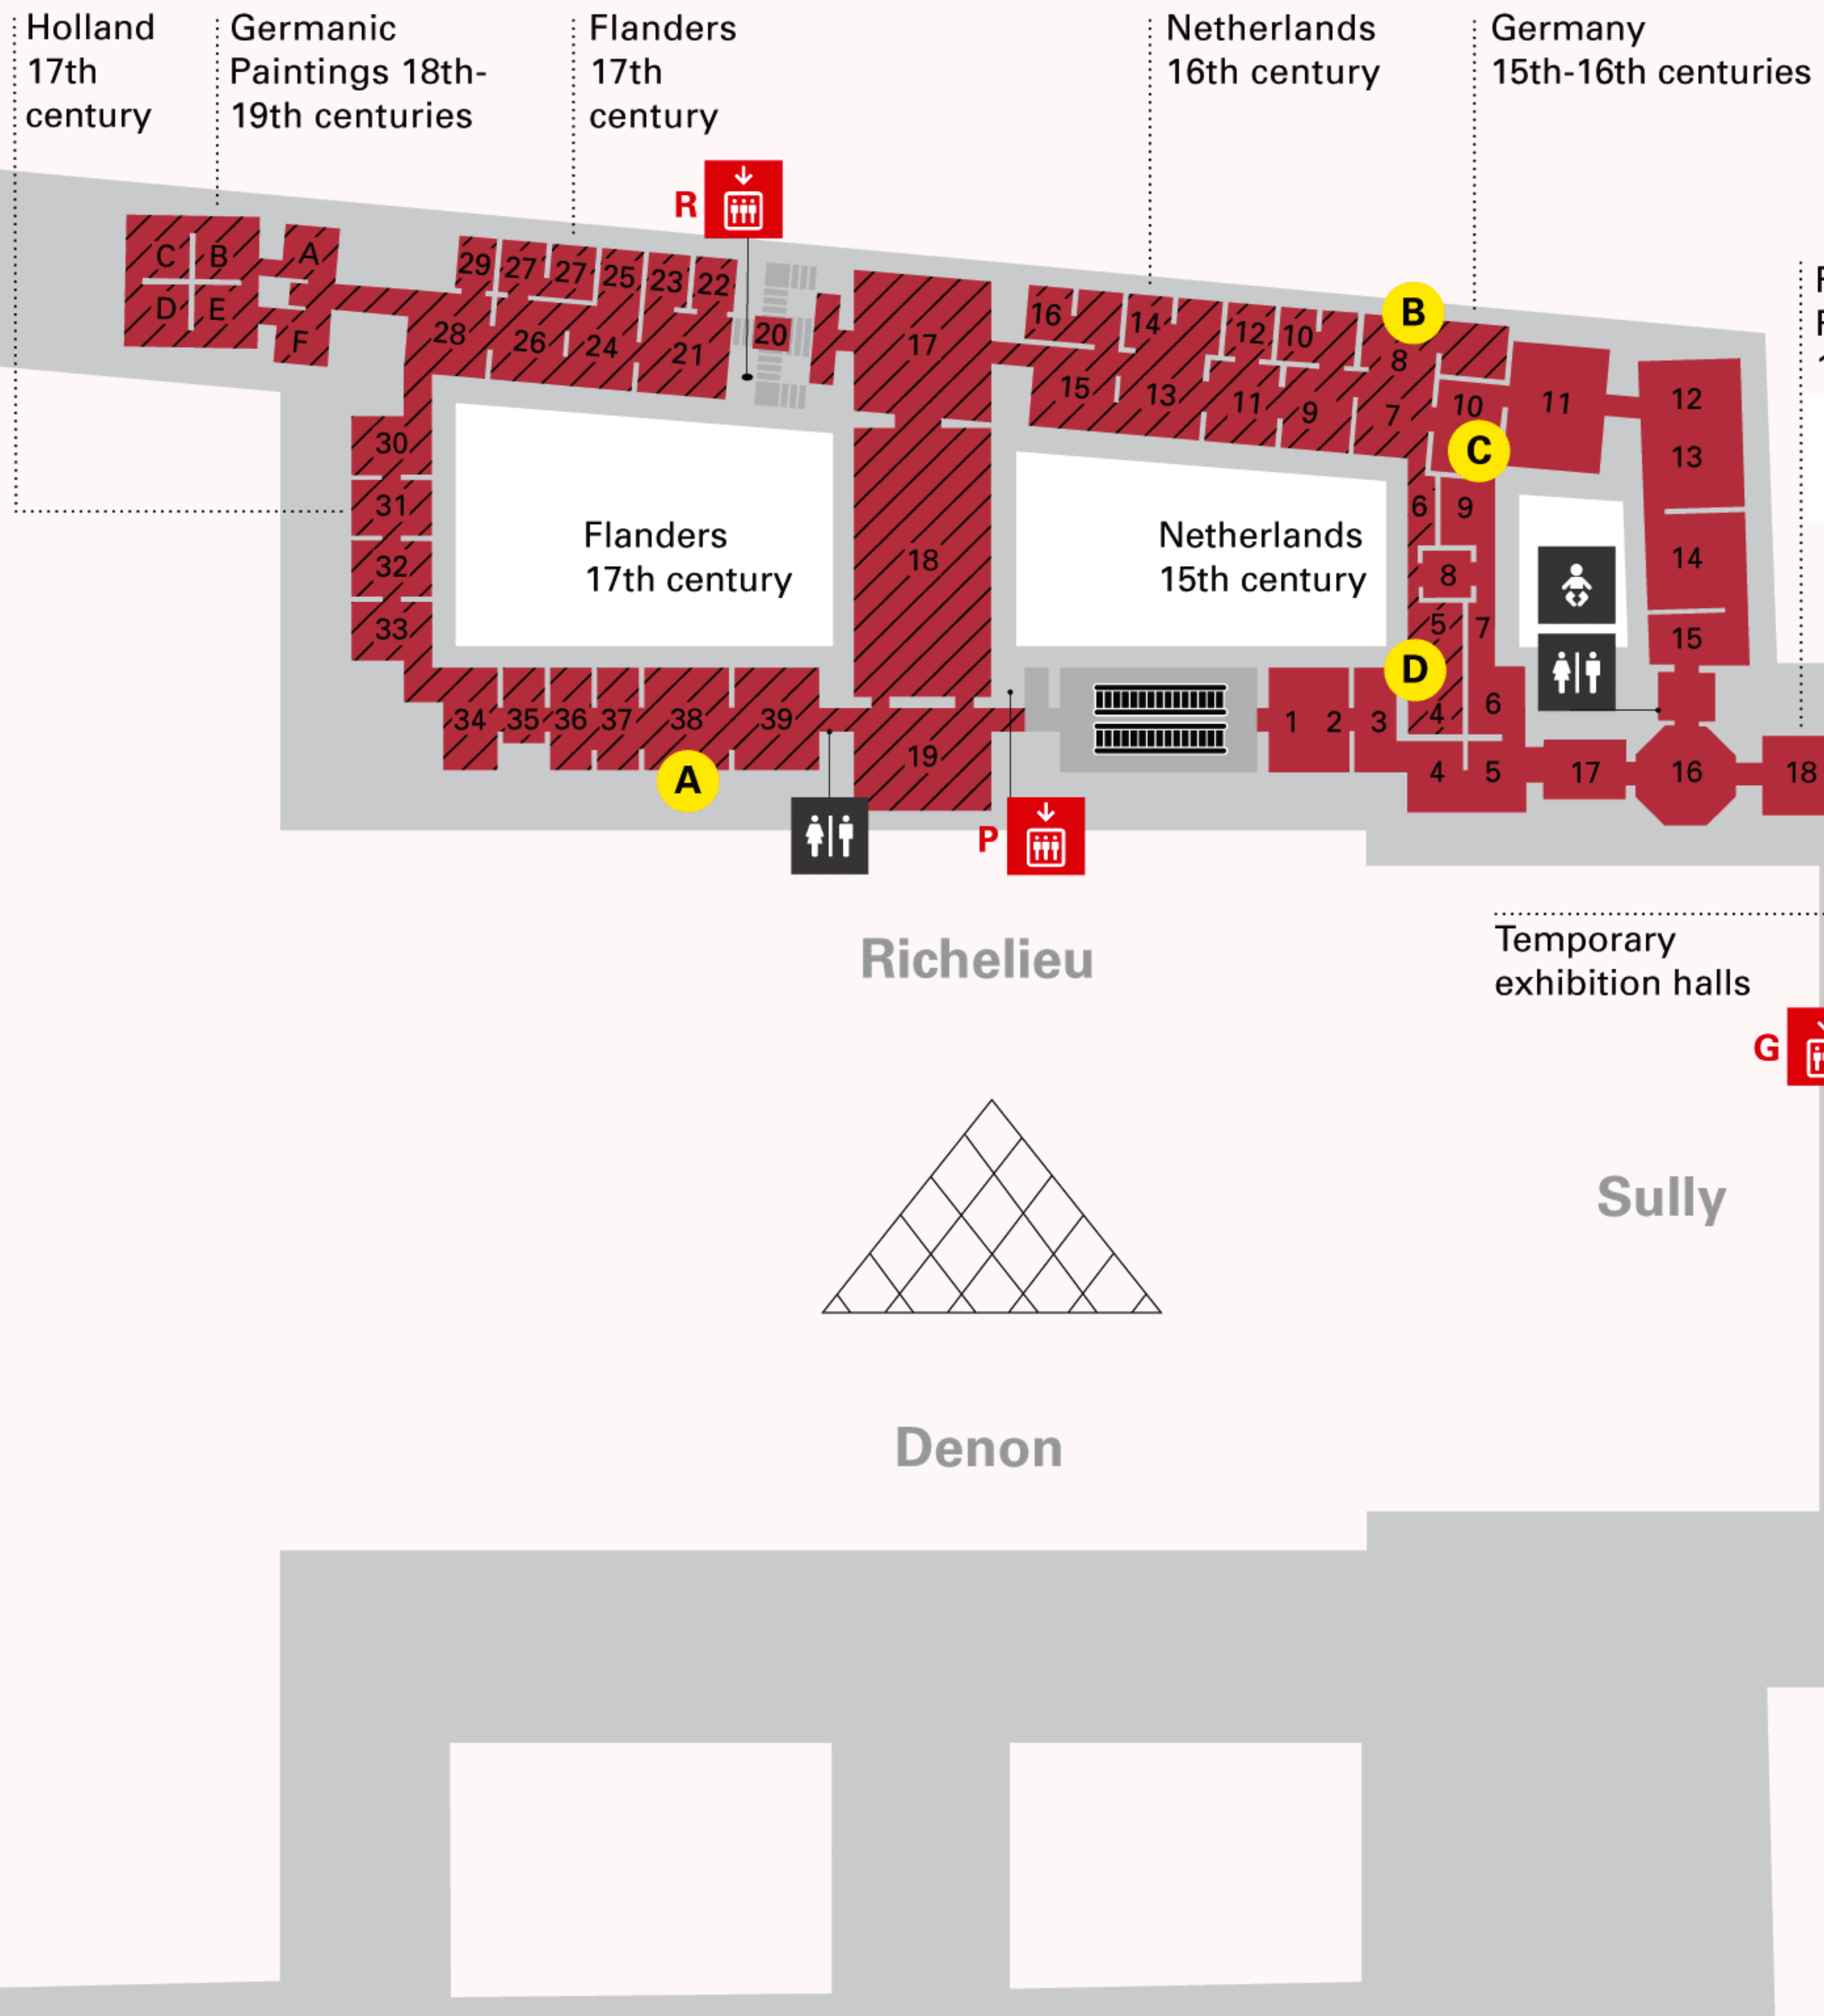 Holland
17th
century
Germanic
Paintings 18th-
19th centuries
Flanders
17th
century
Netherlands
16th century
Germany
15th-16th centuries
R
C
B
A
D
E
F
29
27
27
25
23
22
28
26
24
21
20
17
16
14
12
10
B
8
15
13
11
9
7
10
11
12
C
13
30
31
32
33
Flanders
17th century
18
Netherlands
15th century
6
9
8
14
5
7
15
D
34
35
36
37
38
39
A
19
1
2
3
4
6
4
5
17
16
18
P
Richelieu
Temporary
exhibition halls
G
Sully
Denon